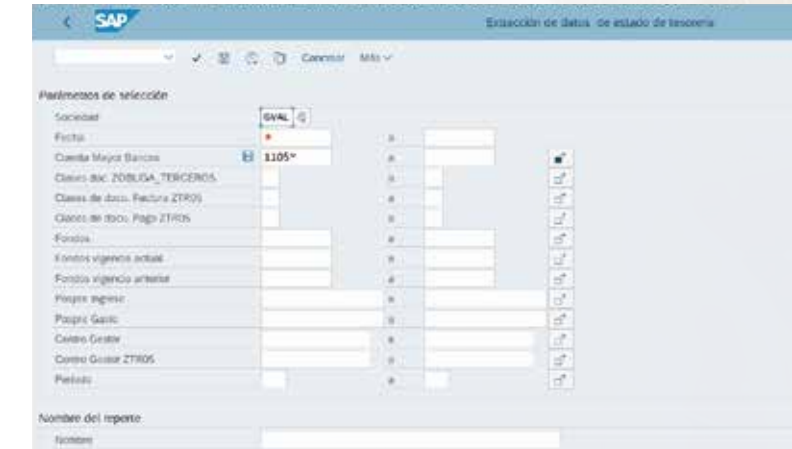 SAP
Extracción de datos de estado de tesorería
Cancelar Más
Parámetros de selección
Sociedad GVAL
Fecha a
Cuenta Mayor Bancos 1105* a
Clases doc. ZOBLIGA_TERCEROS a
Clases de docu. Factura ZTR05 a
Clases de docu. Pago ZTR05 a
Fondos a
Fondos vigencia actual a
Fondos vigencia anterior a
Pospre Ingreso a
Pospre Gasto a
Centro Gestor a
Centro Gestor ZTR05 a
Periodo a
Nombre del reporte
Nombre